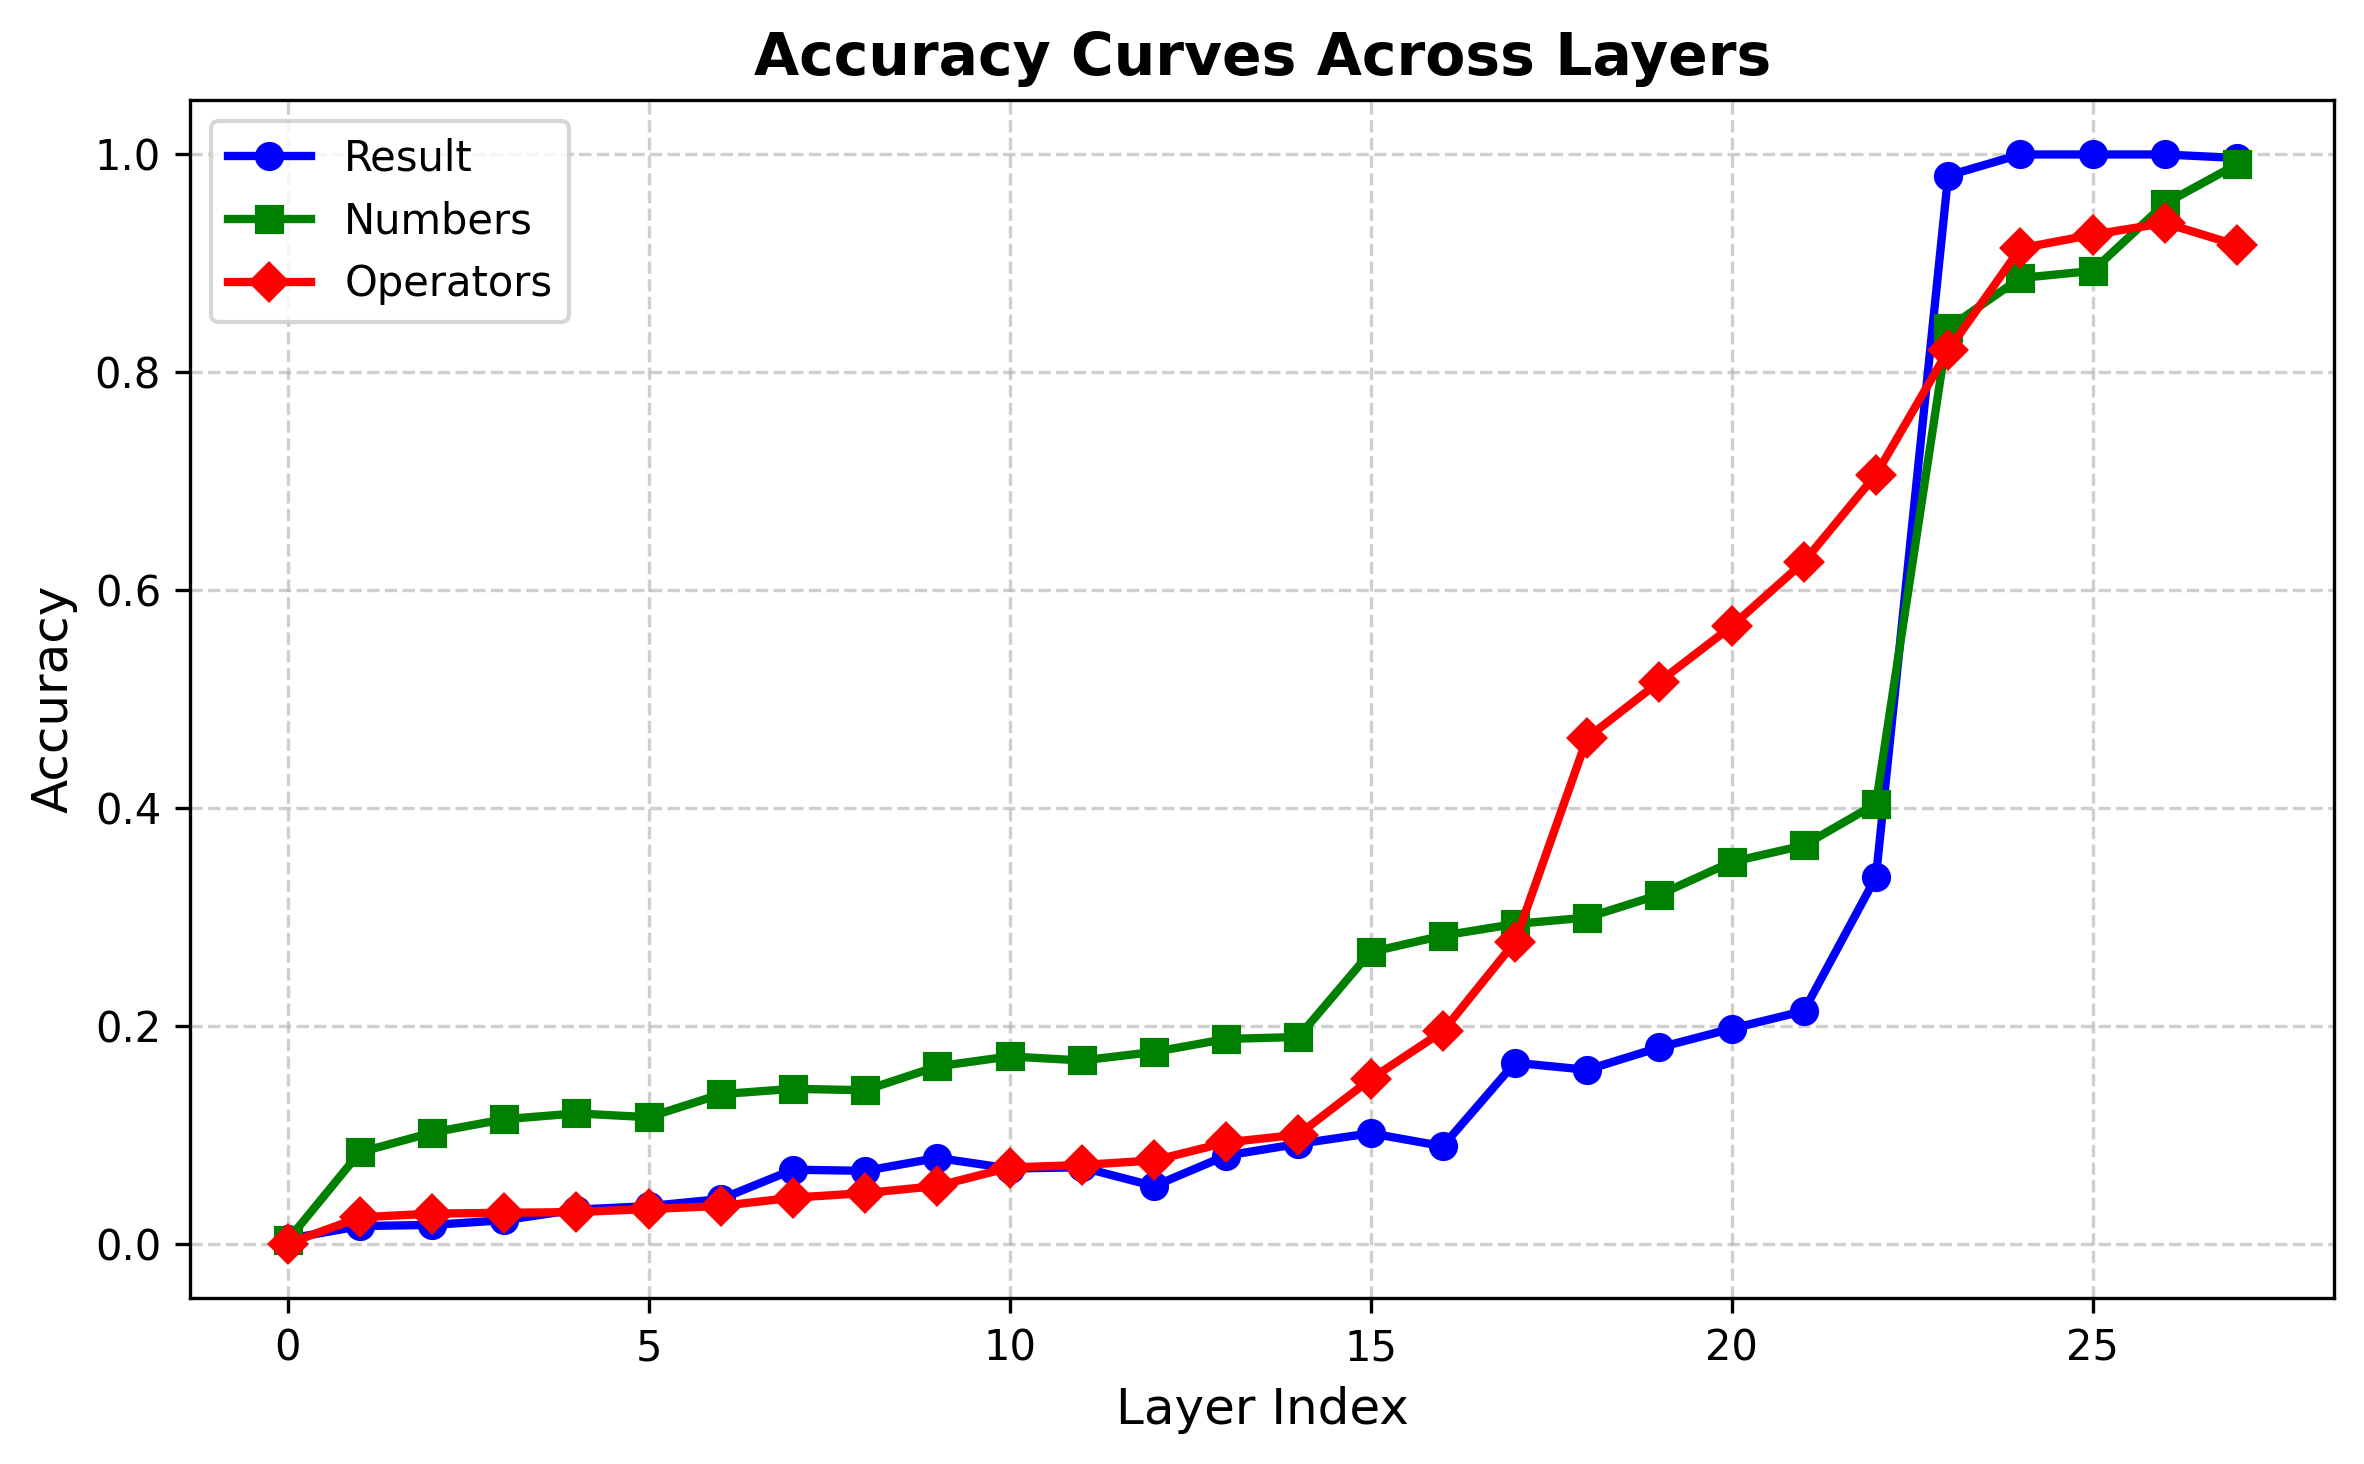 Accuracy Curves Across Layers
Result
Numbers
Operators
1.0
0.8
0.6
0.4
0.2
0.0
Accuracy
0 5 10 15 20 25
Layer Index